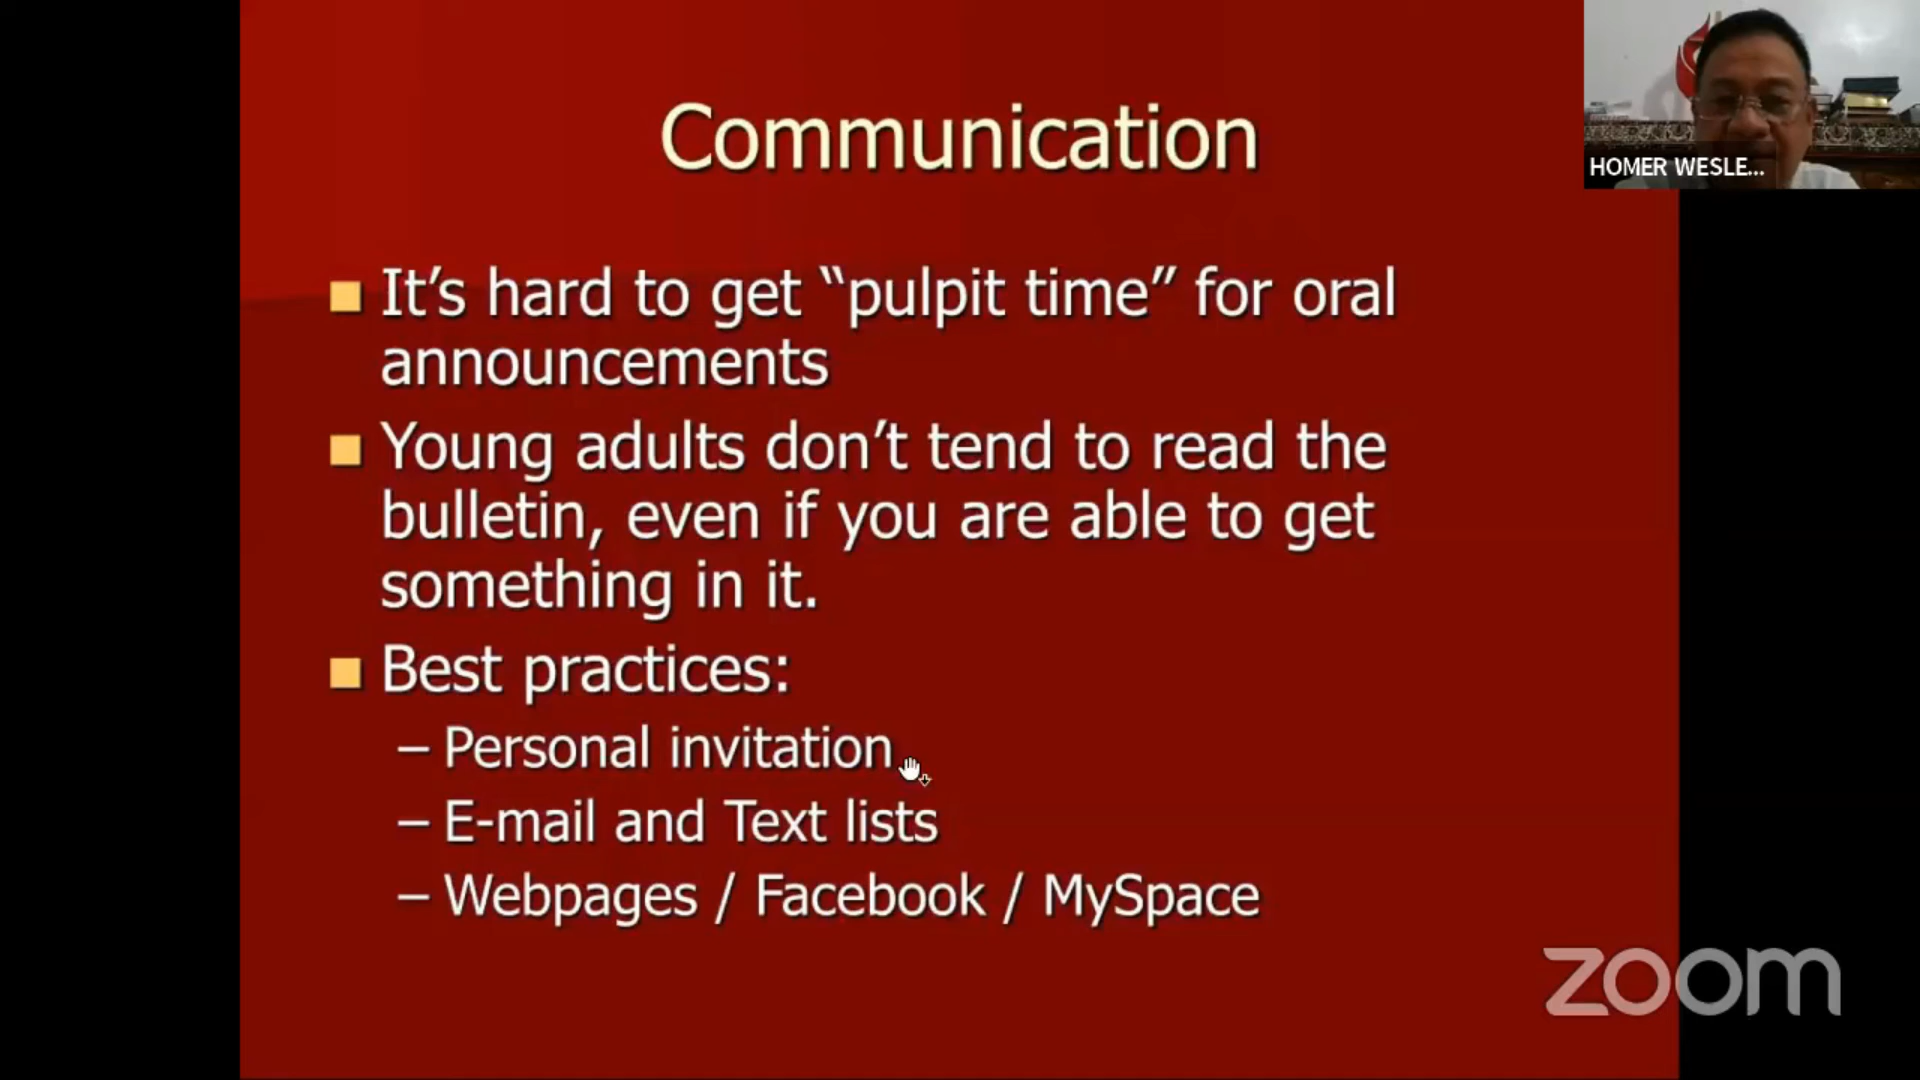 Communication
HOMER WESLE...
■ It’s hard to get “pulpit time” for oral
announcements
■ Young adults don’t tend to read the
bulletin, even if you are able to get
something in it.
■ Best practices:
– Personal invitation
– E-mail and Text lists
– Webpages / Facebook / MySpace
zoom